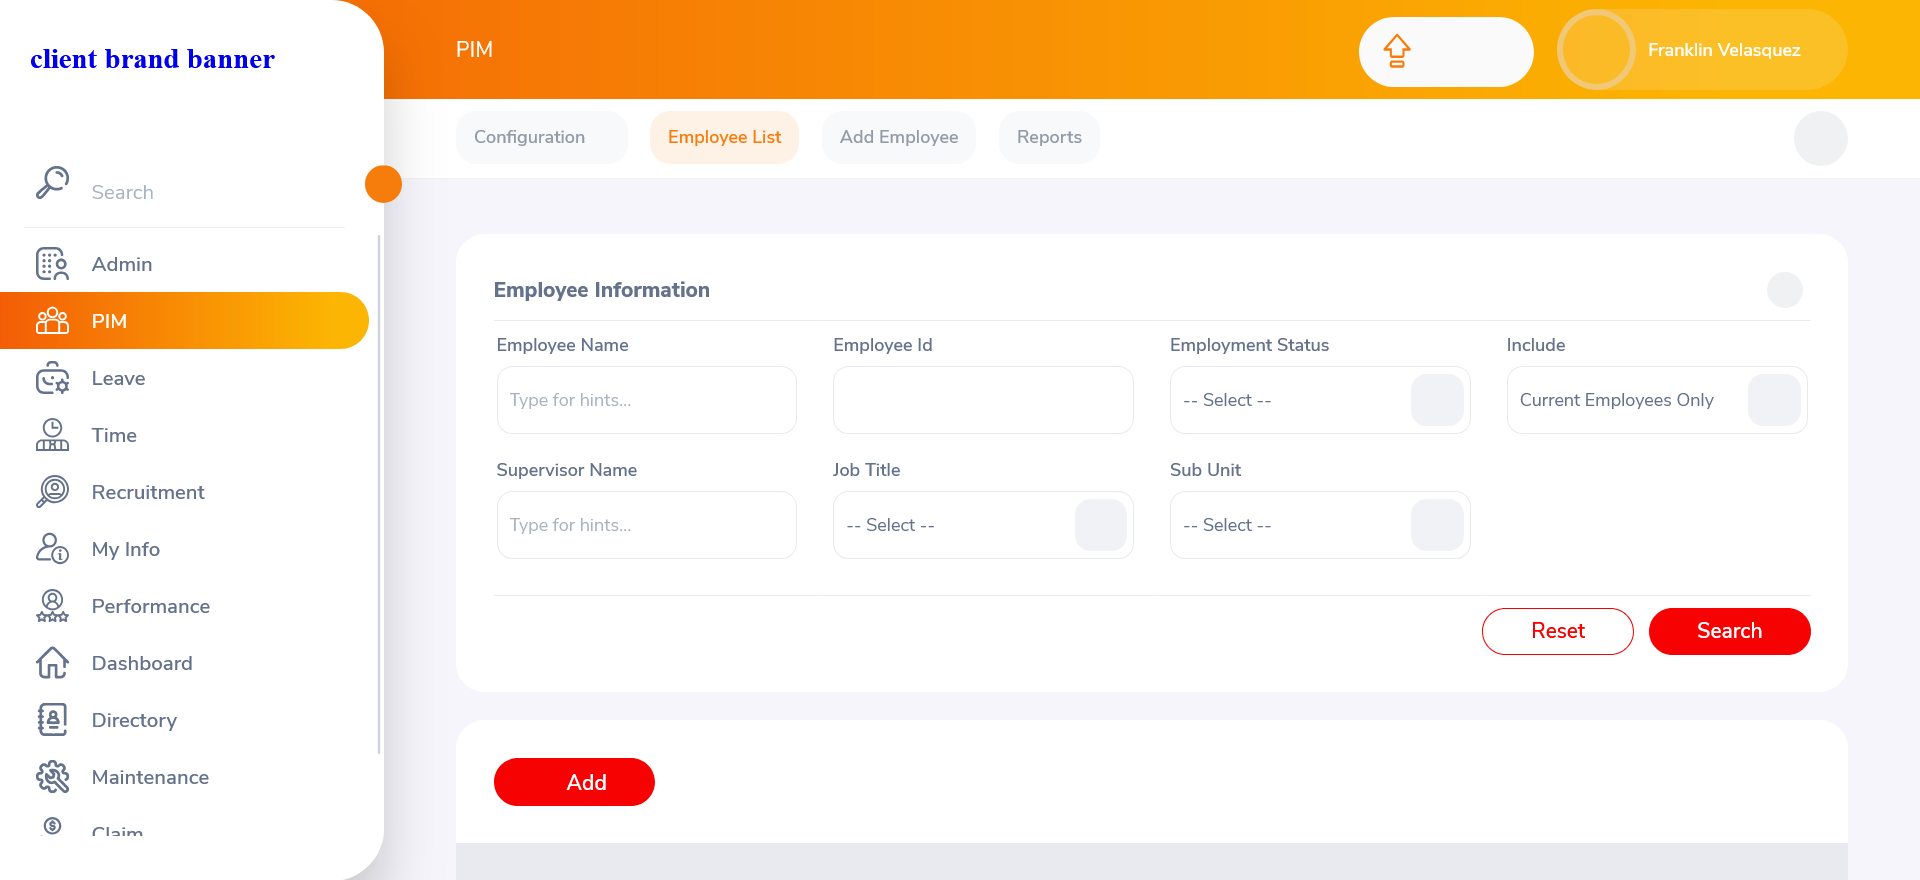 client brand banner
Search
Admin
PIM
Leave
Time
Recruitment
My Info
Performance
Dashboard
Directory
Maintenance
Claim
PIM
Franklin Velasquez
Configuration
Employee List
Add Employee
Reports
Employee Information
Employee Name
Employee Id
Employment Status
Include
Type for hints...
-- Select --
Current Employees Only
Supervisor Name
Job Title
Sub Unit
Type for hints...
-- Select --
-- Select --
Reset
Search
Add